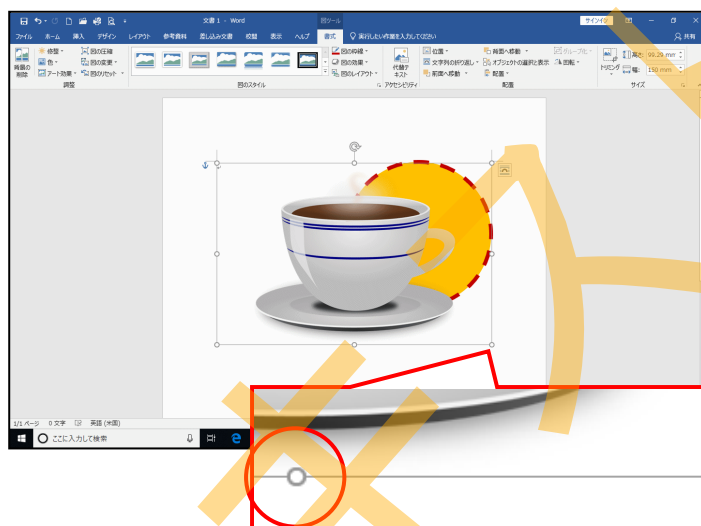 文書 1 - Word
図ツール
サインイン
ファイル ホーム 挿入 デザイン レイアウト 参考資料 差し込み文書 校閲 表示 ヘルプ 書式 実行したい作業を入力してください
共有
背景の削除
修整
色
アート効果
図の圧縮
図の変更
図のリセット
調整
図のスタイル
図の枠線
図の効果
図のレイアウト
代替テキスト
アクセシビリティ
位置
文字列の折り返し
前面へ移動
背面へ移動
オブジェクトの選択と表示
配置
グループ化
回転
配置
トリミング
高さ: 99.29 mm
幅: 150 mm
サイズ
1/1 ページ 0 文字 英語 (米国)
ここに入力して検索